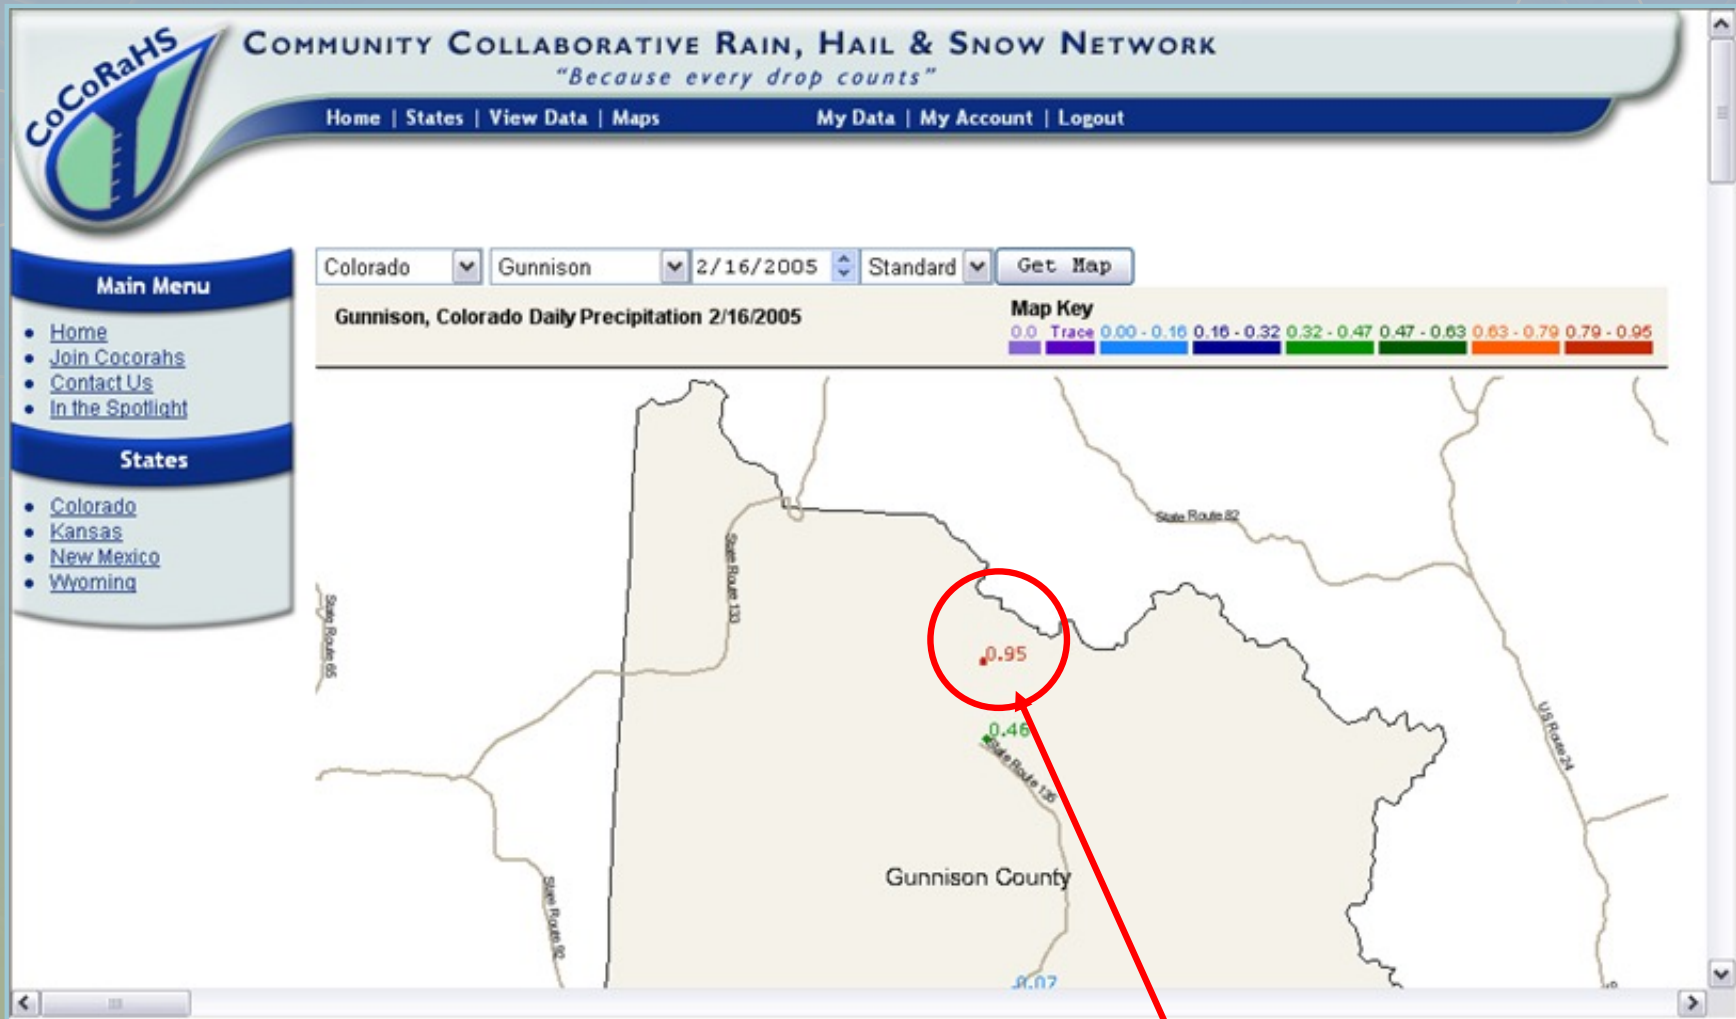 CoCoRaHS
COMMUNITY COLLABORATIVE RAIN, HAIL & SNOW NETWORK
"Because every drop counts"
Home | States | View Data | Maps My Data | My Account | Logout
Main Menu
Home
Join Cocorahs
Contact Us
In the Spotlight
States
Colorado
Kansas
New Mexico
Wyoming
Colorado Gunnison 2/16/2005 Standard Get Map
Gunnison, Colorado Daily Precipitation 2/16/2005
Map Key
0.0 Trace 0.00 - 0.16 0.16 - 0.32 0.32 - 0.47 0.47 - 0.63 0.63 - 0.79 0.79 - 0.95
State Route 82
State Route 133
State Route 65
0.95
0.46
State Route 135
US Route 24
Gunnison County
State Route 92
0.07